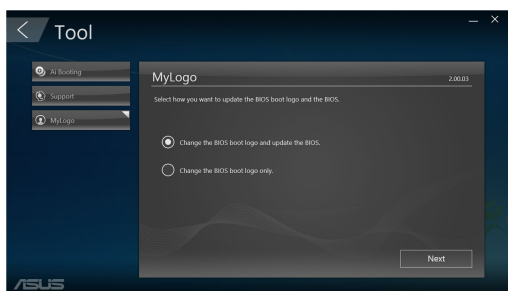 Tool
Ai Booting
Support
MyLogo
MyLogo
2.00.03
Select how you want to update the BIOS boot logo and the BIOS.
Change the BIOS boot logo and update the BIOS.
Change the BIOS boot logo only.
Next
ASUS